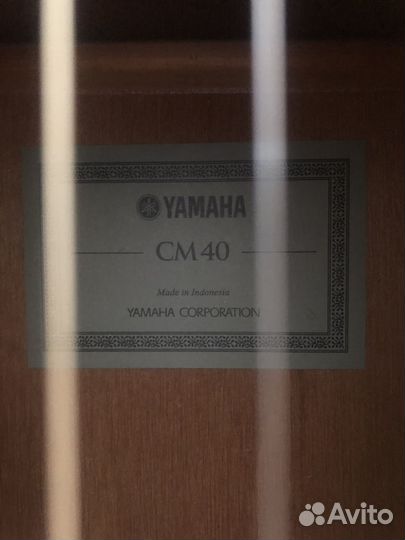 YAMAHA
CM40
Made in Indonesia
YAMAHA CORPORATION
Avito